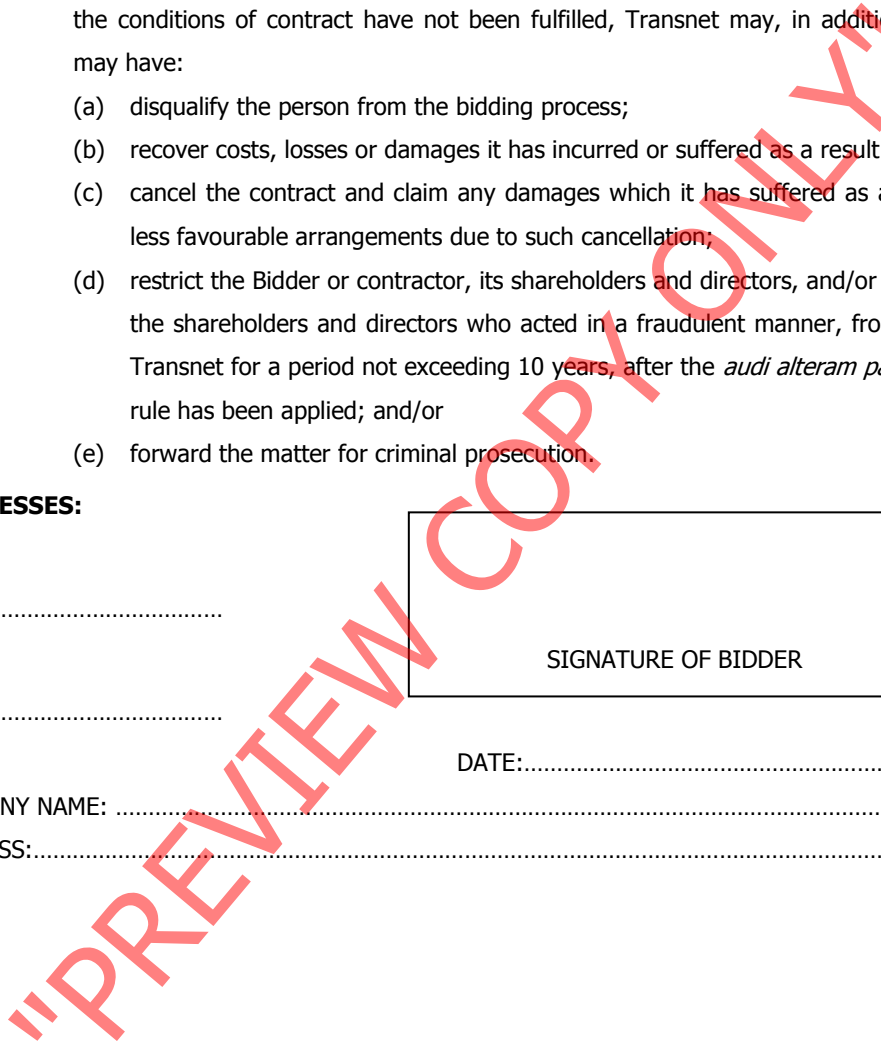 the conditions of contract have not been fulfilled, Transnet may, in
may have:
(a) disqualify the person from the bidding process;
(b) recover costs, losses or damages it has incurred or suffered as a result
(c) cancel the contract and claim any damages which it has suffered as
less favourable arrangements due to such cancellation;
(d) restrict the Bidder or contractor, its shareholders and directors, and/or
the shareholders and directors who acted in a fraudulent manner,
Transnet for a period not exceeding 10 years, after the audi alteram
rule has been applied; and/or
(e) forward the matter for criminal prosecution.
ESSES:
SIGNATURE OF BIDDER
DATE:
NY NAME:
SS:
"PREVIEW COPY ONLY"